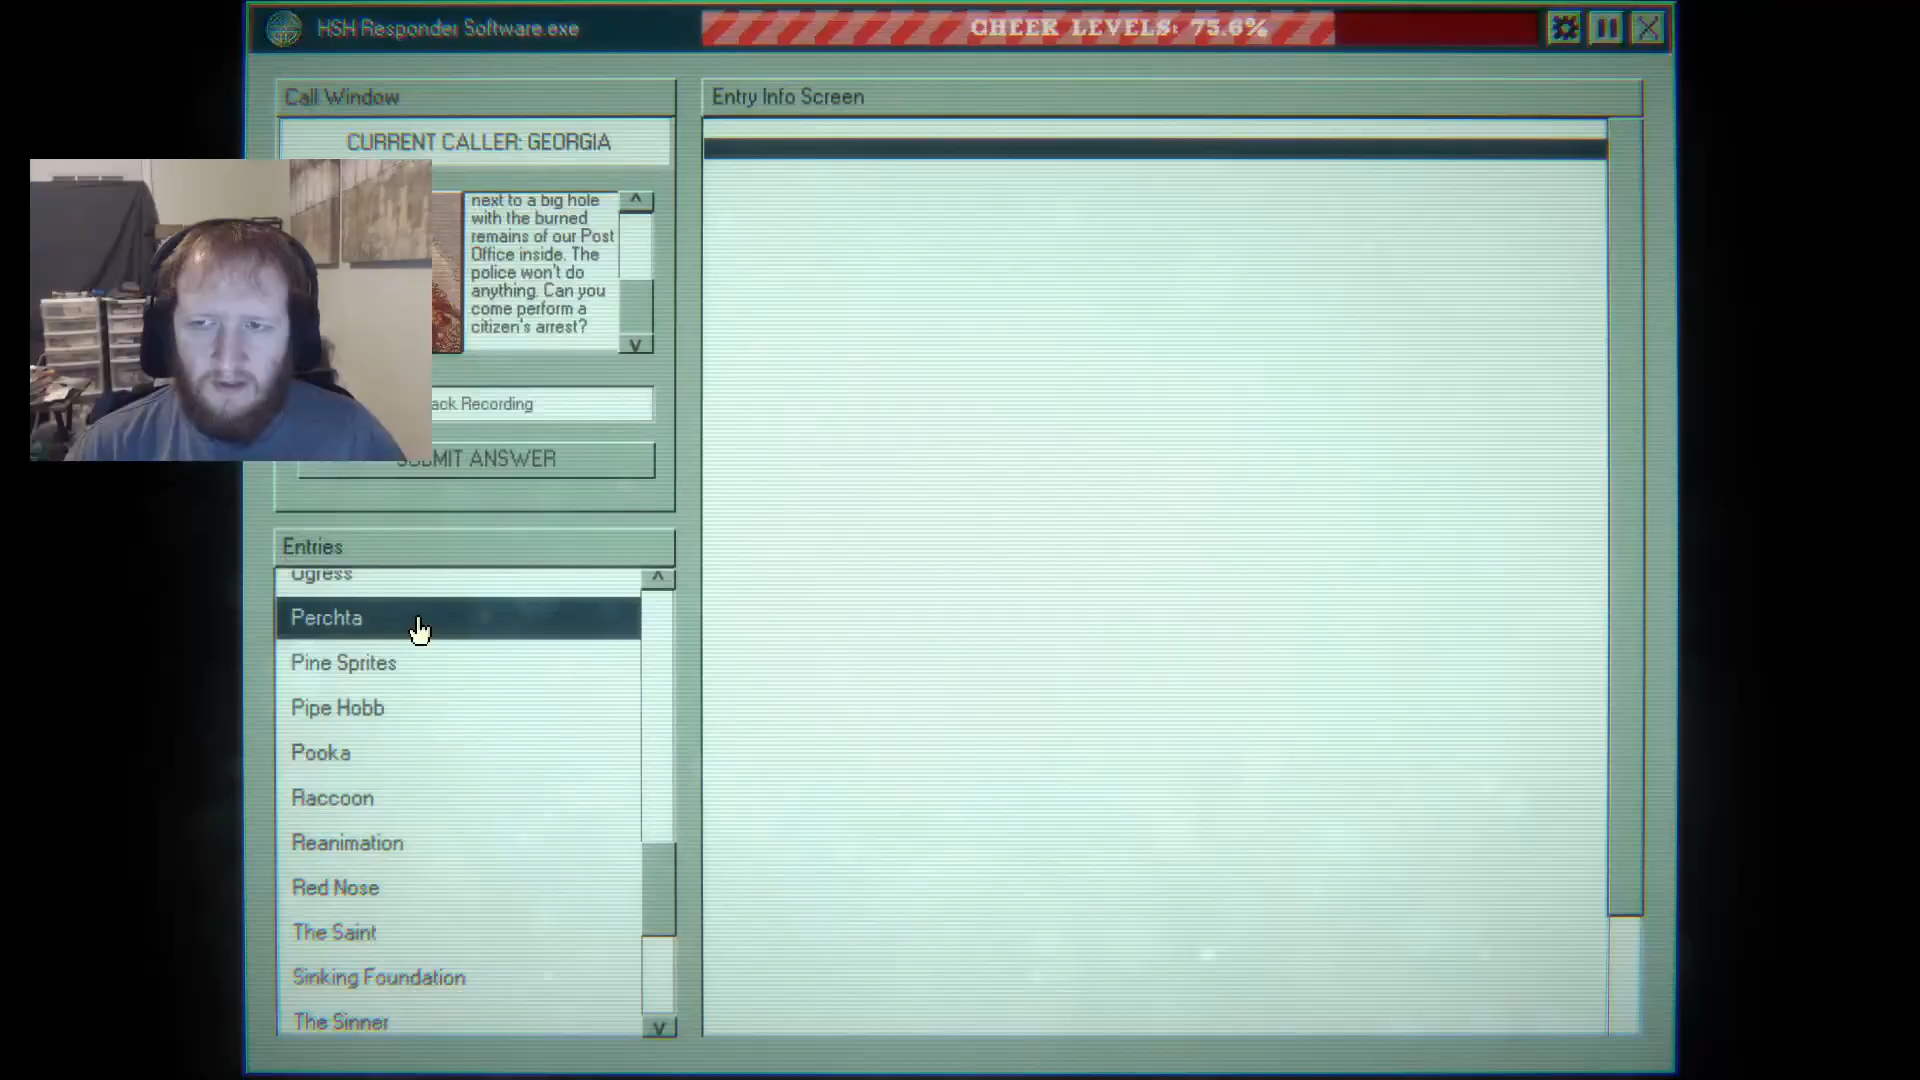 HSH Responder Software.exe
CHEER LEVELS: 75.6%
Call Window
CURRENT CALLER: GEORGIA
next to a big hole
with the burned
remains of our Post
Office inside. The
police won't do
anything. Can you
come perform a
citizen's arrest?
Recording
SUBMIT ANSWER
Entries
Ogress
Perchta
Pine Sprites
Pipe Hobb
Pooka
Raccoon
Reanimation
Red Nose
The Saint
Sinking Foundation
The Sinner
Entry Info Screen